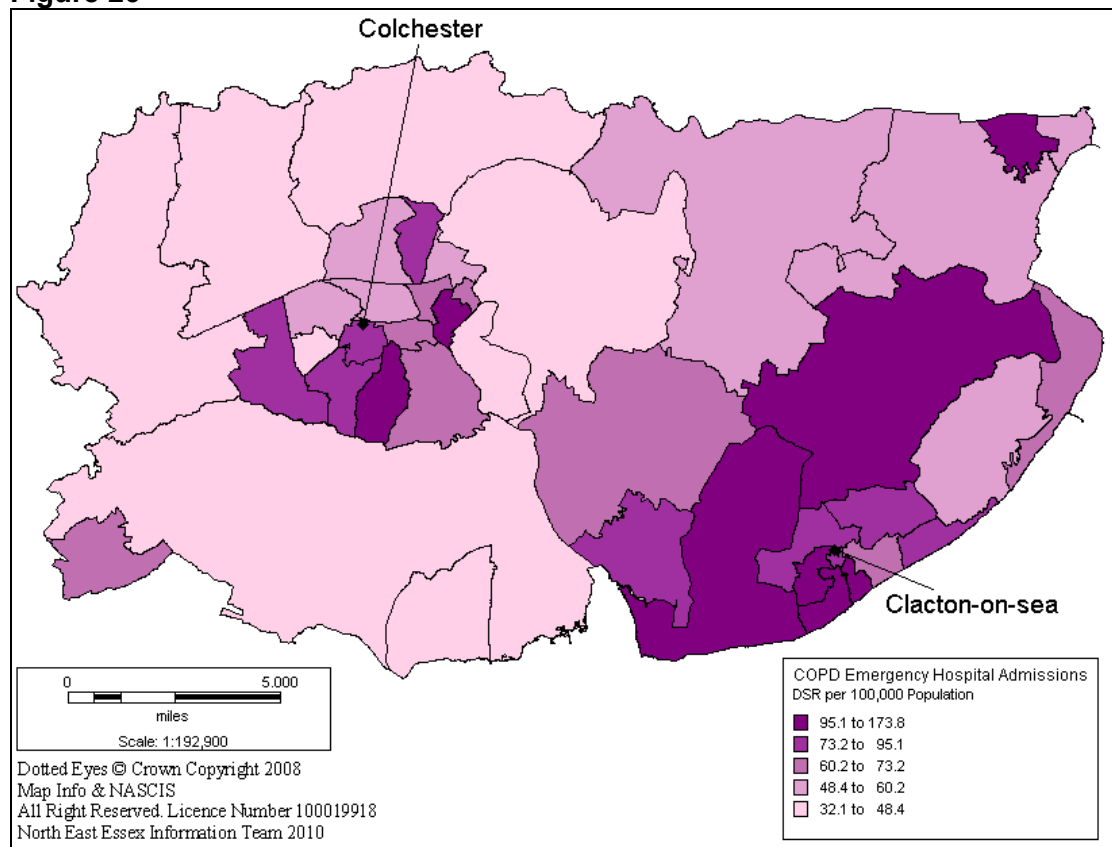 Colchester
Clacton-on-sea
0 5.000
miles
Scale: 1:192,900
COPD Emergency Hospital Admissions
DSR per 100,000 Population
95.1 to 173.8
73.2 to 95.1
60.2 to 73.2
48.4 to 60.2
32.1 to 48.4
Dotted Eyes © Crown Copyright 2008
Map Info & NASCIS
All Right Reserved. Licence Number 100019918
North East Essex Information Team 2010